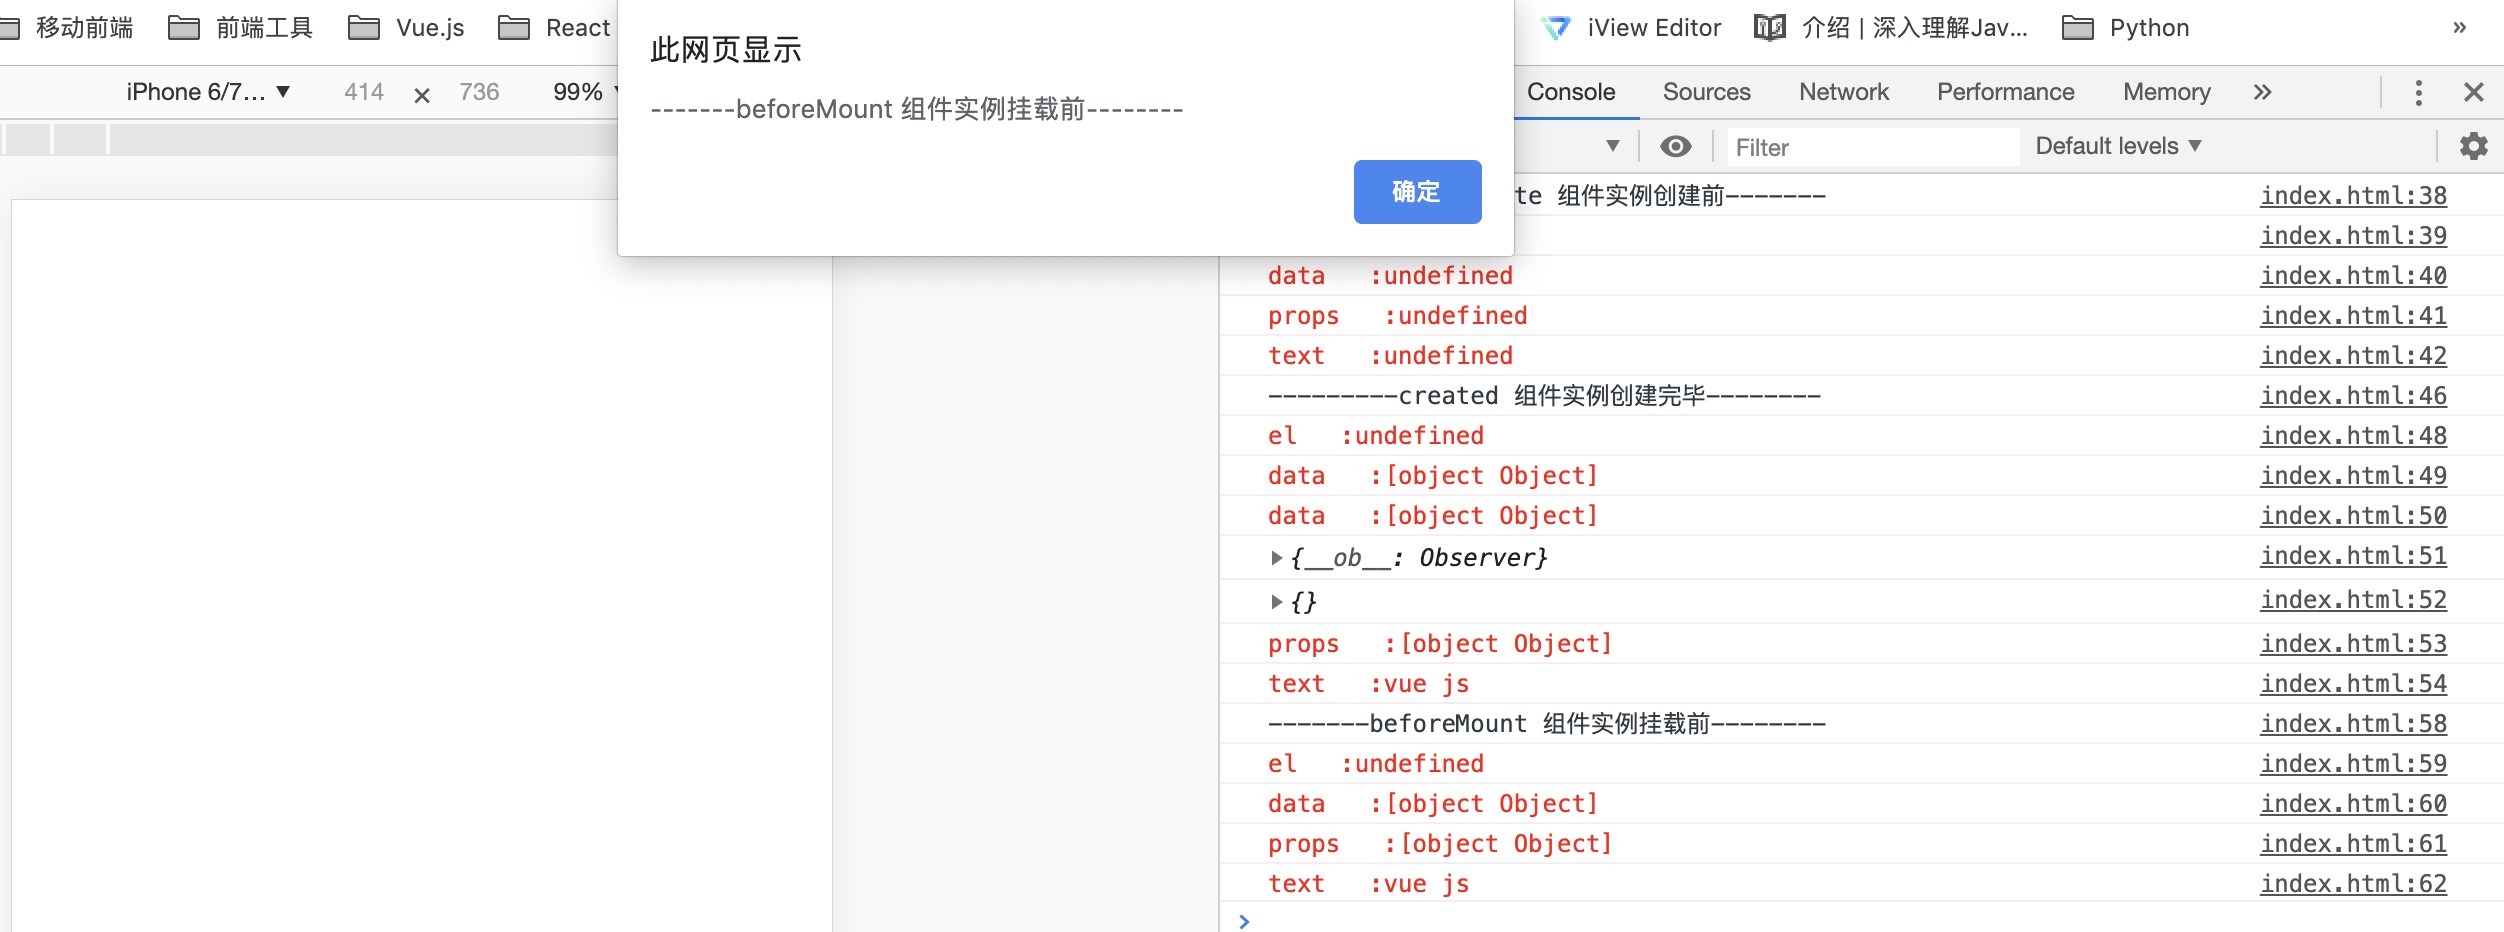 移动前端 前端工具 Vue.js React iView Editor 介绍 | 深入理解Jav... Python »
此网页显示
-------beforeMount 组件实例挂载前--------
确定
iPhone 6/7... ▼ 414 × 736 99%
Console Sources Network Performance Memory »
Filter Default levels ▼
te 组件实例创建前------- index.html:38
index.html:39
data :undefined index.html:40
props :undefined index.html:41
text :undefined index.html:42
---------created 组件实例创建完毕-------- index.html:46
el :undefined index.html:48
data :[object Object] index.html:49
data :[object Object] index.html:50
▶{__ob__: Observer} index.html:51
▶{} index.html:52
props :[object Object] index.html:53
text :vue js index.html:54
-------beforeMount 组件实例挂载前-------- index.html:58
el :undefined index.html:59
data :[object Object] index.html:60
props :[object Object] index.html:61
text :vue js index.html:62
>